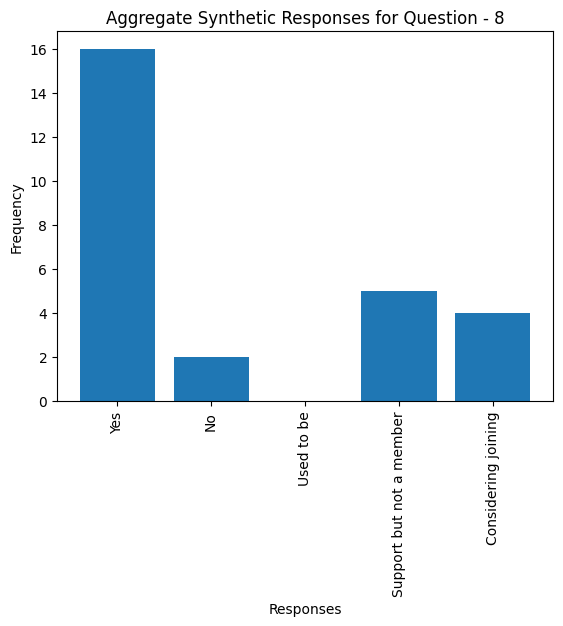 Aggregate Synthetic Responses for Question - 8
16
14
12
10
8
6
4
2
0
Frequency
Yes
No
Used to be
Support but not a member
Considering joining
Responses